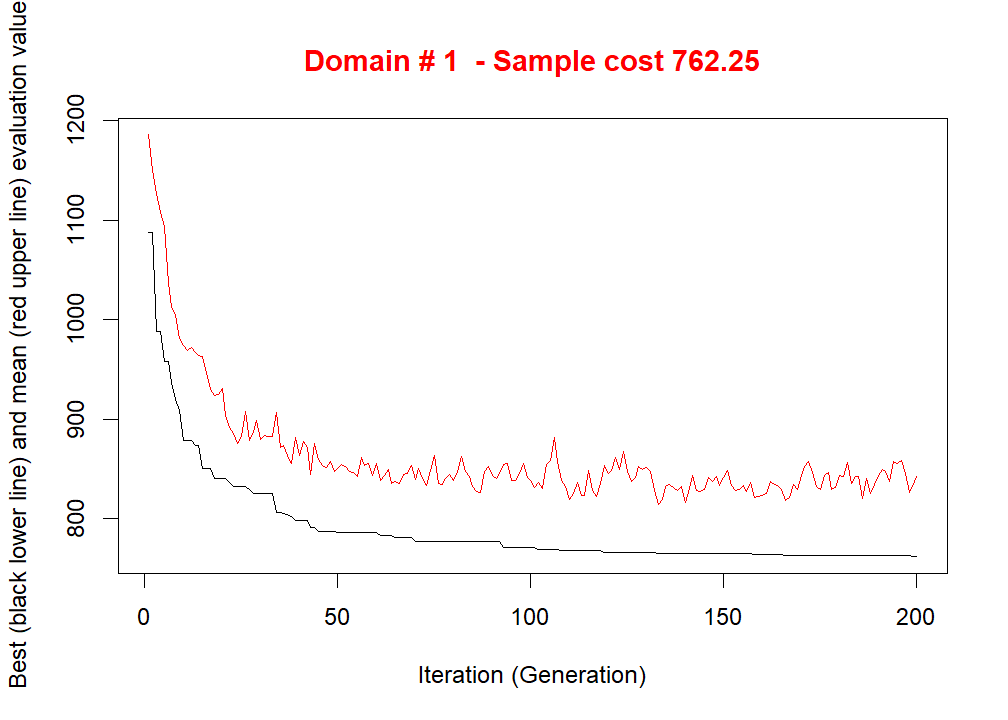 Domain # 1  - Sample cost 762.25
Best (black lower line) and mean (red upper line) evaluation value
1200
1100
1000
900
800
0 50 100 150 200
Iteration (Generation)